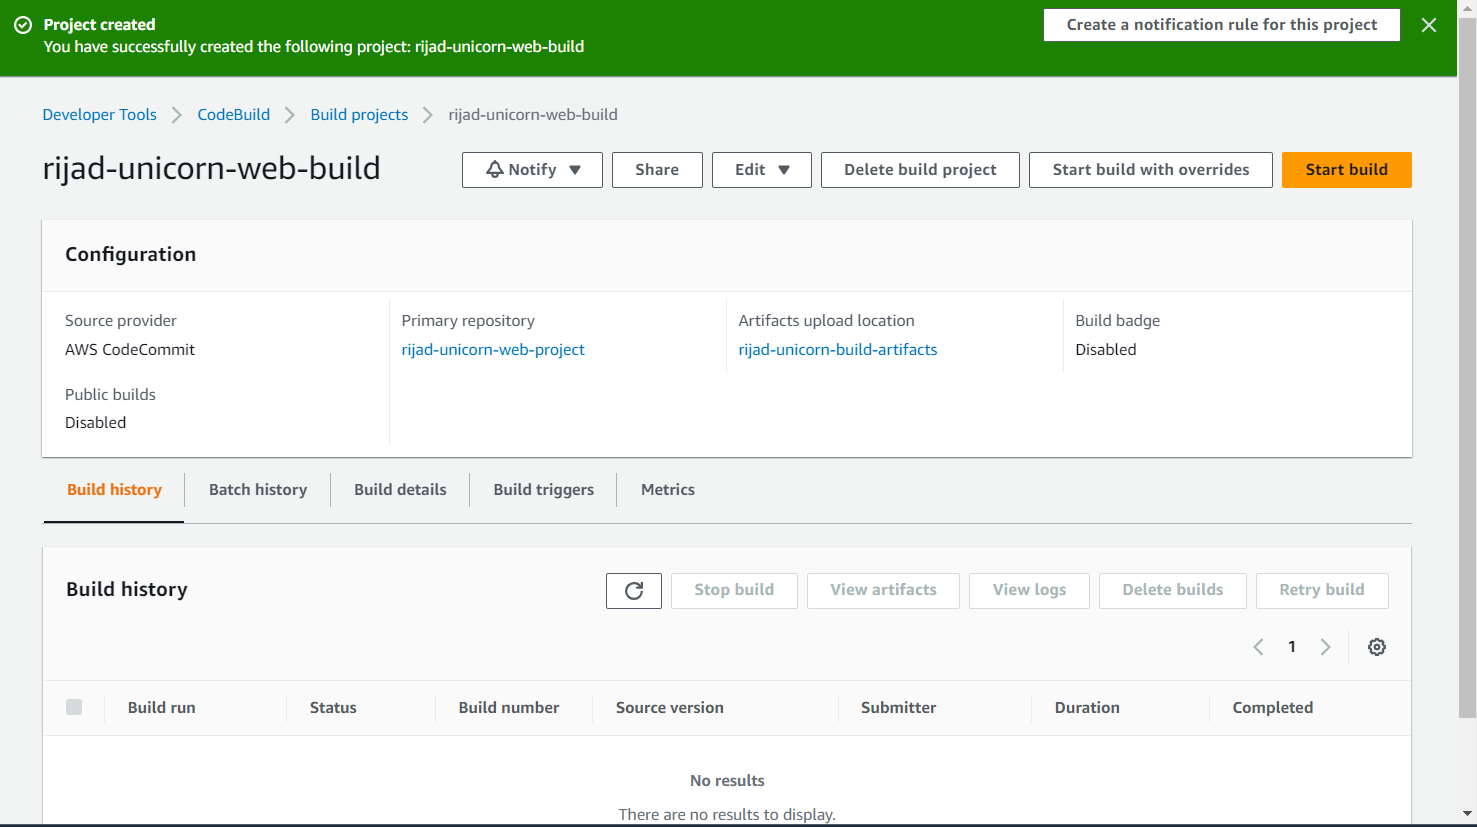 Project created
You have successfully created the following project: rijad-unicorn-web-build
Create a notification rule for this project
Developer Tools CodeBuild Build projects rijad-unicorn-web-build
rijad-unicorn-web-build
Notify Share Edit Delete build project Start build with overrides Start build
Configuration
Source provider Primary repository Artifacts upload location Build badge
AWS CodeCommit rijad-unicorn-web-project rijad-unicorn-build-artifacts Disabled
Public builds
Disabled
Build history Batch history Build details Build triggers Metrics
Build history
Stop build View artifacts View logs Delete builds Retry build
1
Build run Status Build number Source version Submitter Duration Completed
No results
There are no results to display.